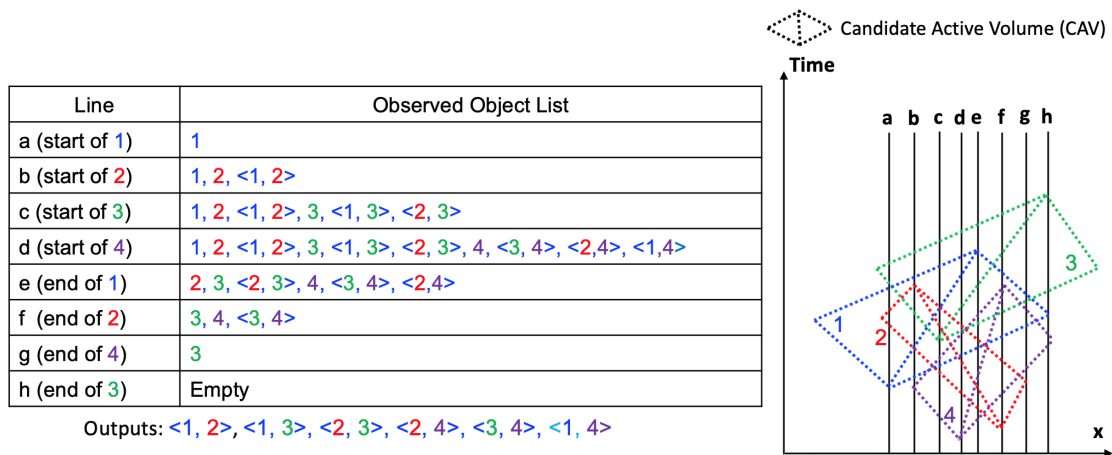 Candidate Active Volume (CAV)
Time
Line Observed Object List
a (start of 1) 1
b (start of 2) 1, 2, <1, 2>
c (start of 3) 1, 2, <1, 2>, 3, <1, 3>, <2, 3>
d (start of 4) 1, 2, <1, 2>, 3, <1, 3>, <2, 3>, 4, <3, 4>, <2,4>, <1,4>
e (end of 1) 2, 3, <2, 3>, 4, <3, 4>, <2,4>
f (end of 2) 3, 4, <3, 4>
g (end of 4) 3
h (end of 3) Empty
Outputs: <1, 2>, <1, 3>, <2, 3>, <2, 4>, <3, 4>, <1, 4>
a b c d e f g h
3
1
2
4
x